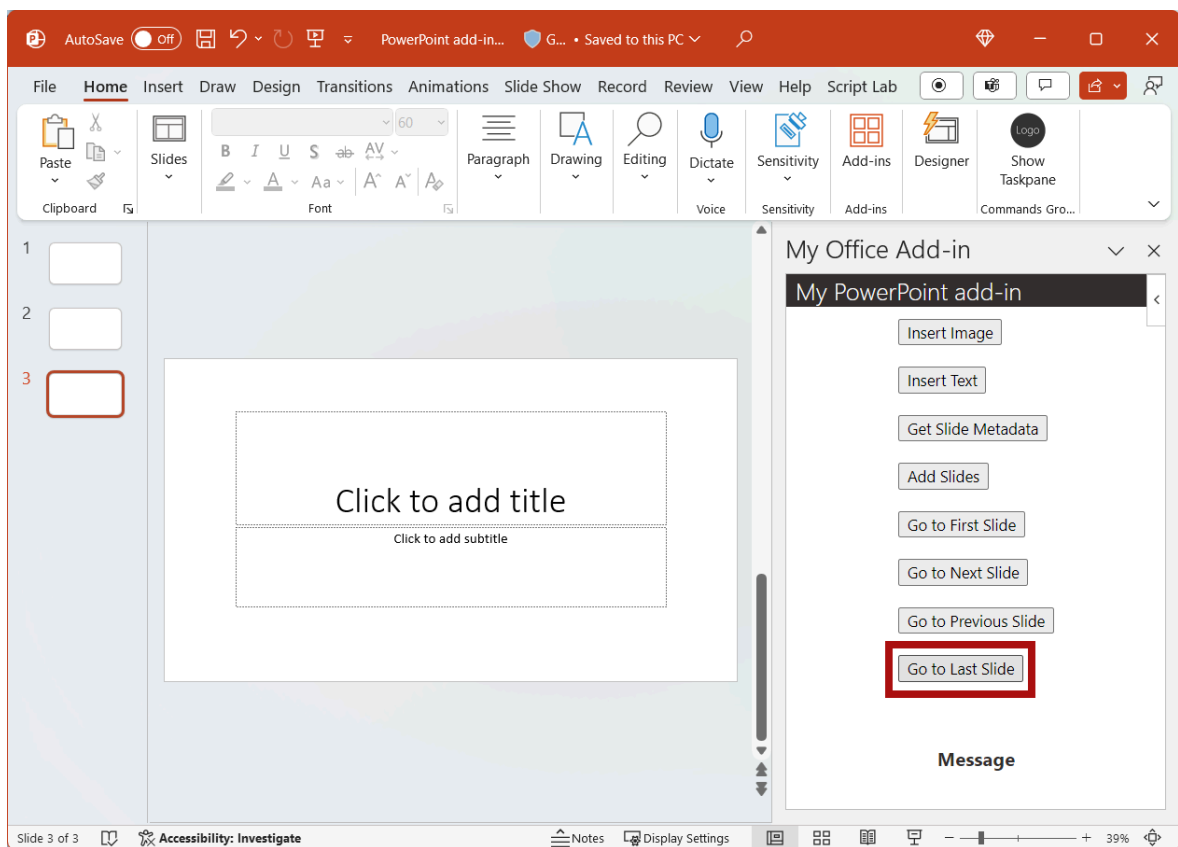 AutoSave Off PowerPoint add-in... G... • Saved to this PC
File Home Insert Draw Design Transitions Animations Slide Show Record Review View Help Script Lab
60
Paste
Slides
B I U S ab AV
Aa A A A
Paragraph
Drawing
Editing
Dictate
Sensitivity
Add-ins
Designer
Logo
Show
Taskpane
Clipboard Font Voice Sensitivity Add-ins Commands Gro...
1
2
3
Click to add title
Click to add subtitle
My Office Add-in
My PowerPoint add-in
Insert Image
Insert Text
Get Slide Metadata
Add Slides
Go to First Slide
Go to Next Slide
Go to Previous Slide
Go to Last Slide
Message
Slide 3 of 3 Accessibility: Investigate Notes Display Settings 39%